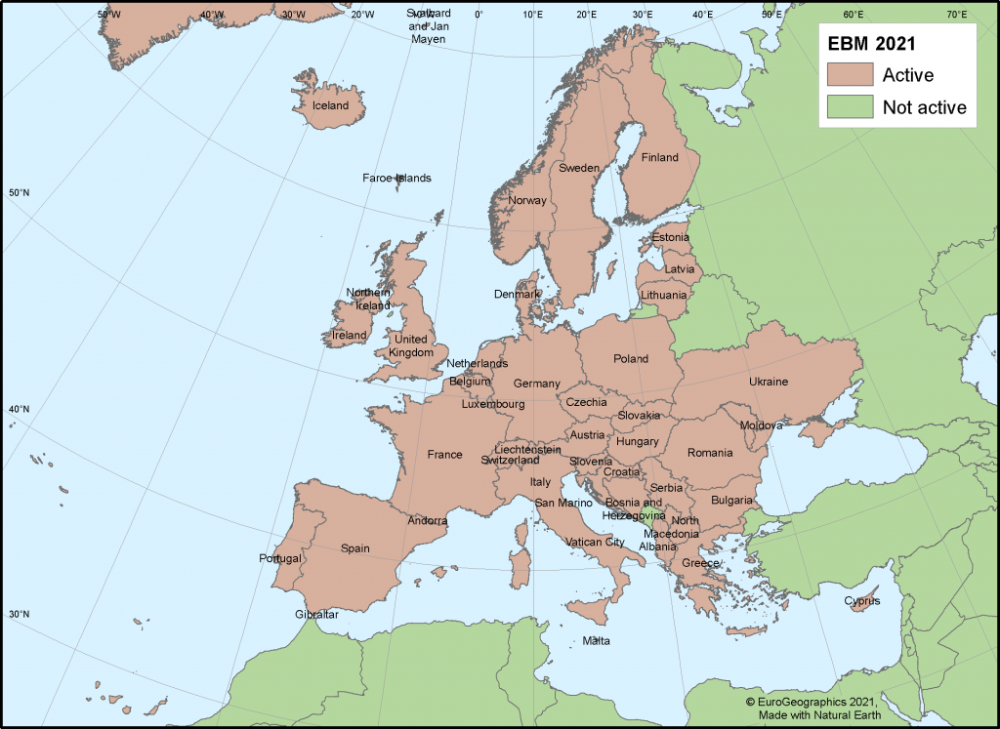 50°W
40°W
30°W
20°W
Svalbard
and Jan
Mayen
0°
10°E
20°E
30°E
40°E
50°E
60°E
70°E
EBM 2021
Active
Not active
Iceland
Finland
Sweden
Faroe Islands
50°N
Norway
Estonia
Latvia
Northern
Ireland
Denmark
Lithuania
Ireland
United
Kingdom
Netherlands
Poland
Belgium
Germany
Ukraine
Luxembourg
Czechia
40°N
Slovakia
Moldova
Austria
Hungary
France
Liechtenstein
Switzerland
Romania
Slovenia
Croatia
Italy
Serbia
San Marino
Bosnia and
Herzegovina
Bulgaria
Andorra
North
Macedonia
Vatican City
Albania
Spain
Portugal
Greece
Cyprus
30°N
Gibraltar
Malta
© EuroGeographics 2021,
Made with Natural Earth